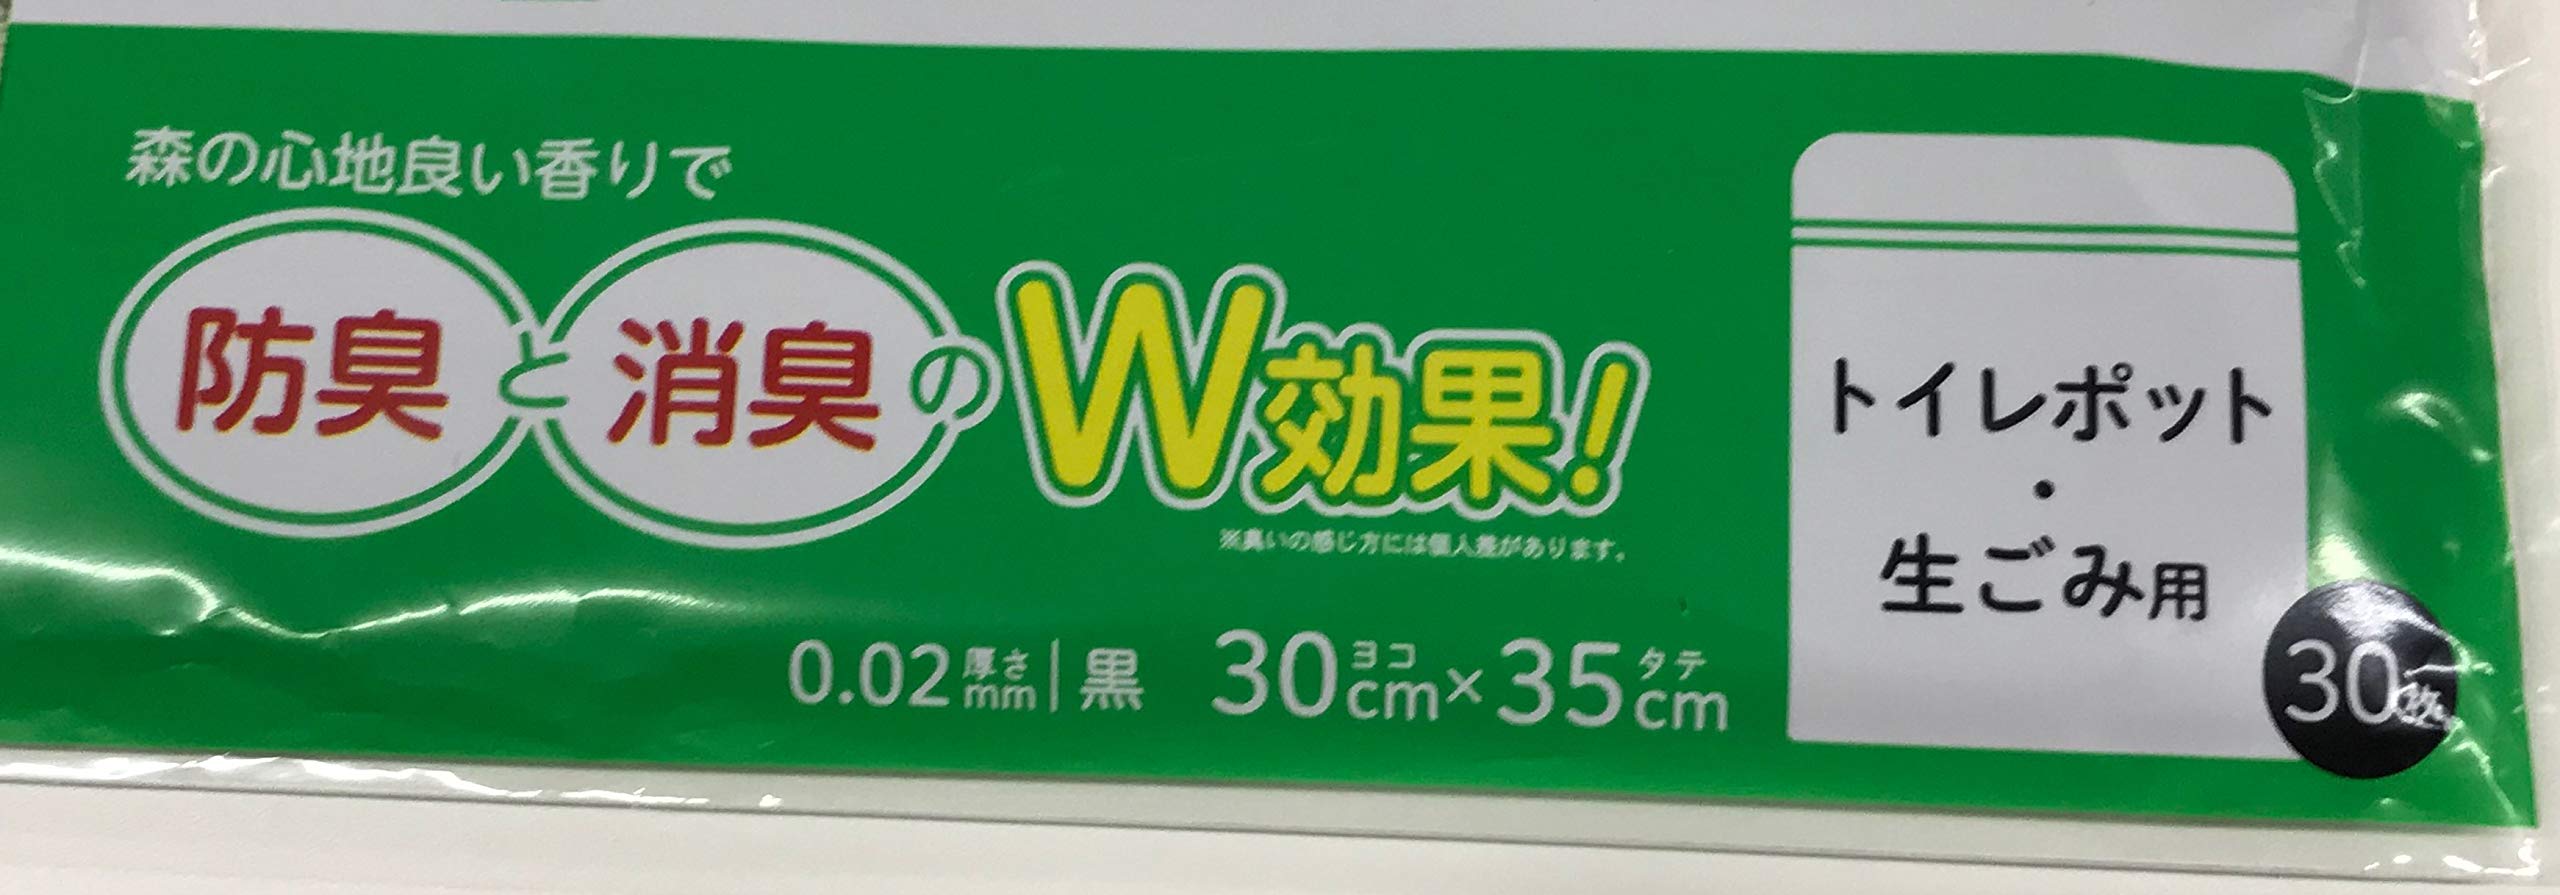 森の心地良い香りで
防臭と消臭のW効果!
※臭いの感じ方には個人差があります。
0.02厚さmm|黒 30ヨコcm×35タテcm
トイレポット
・
生ごみ用
30枚